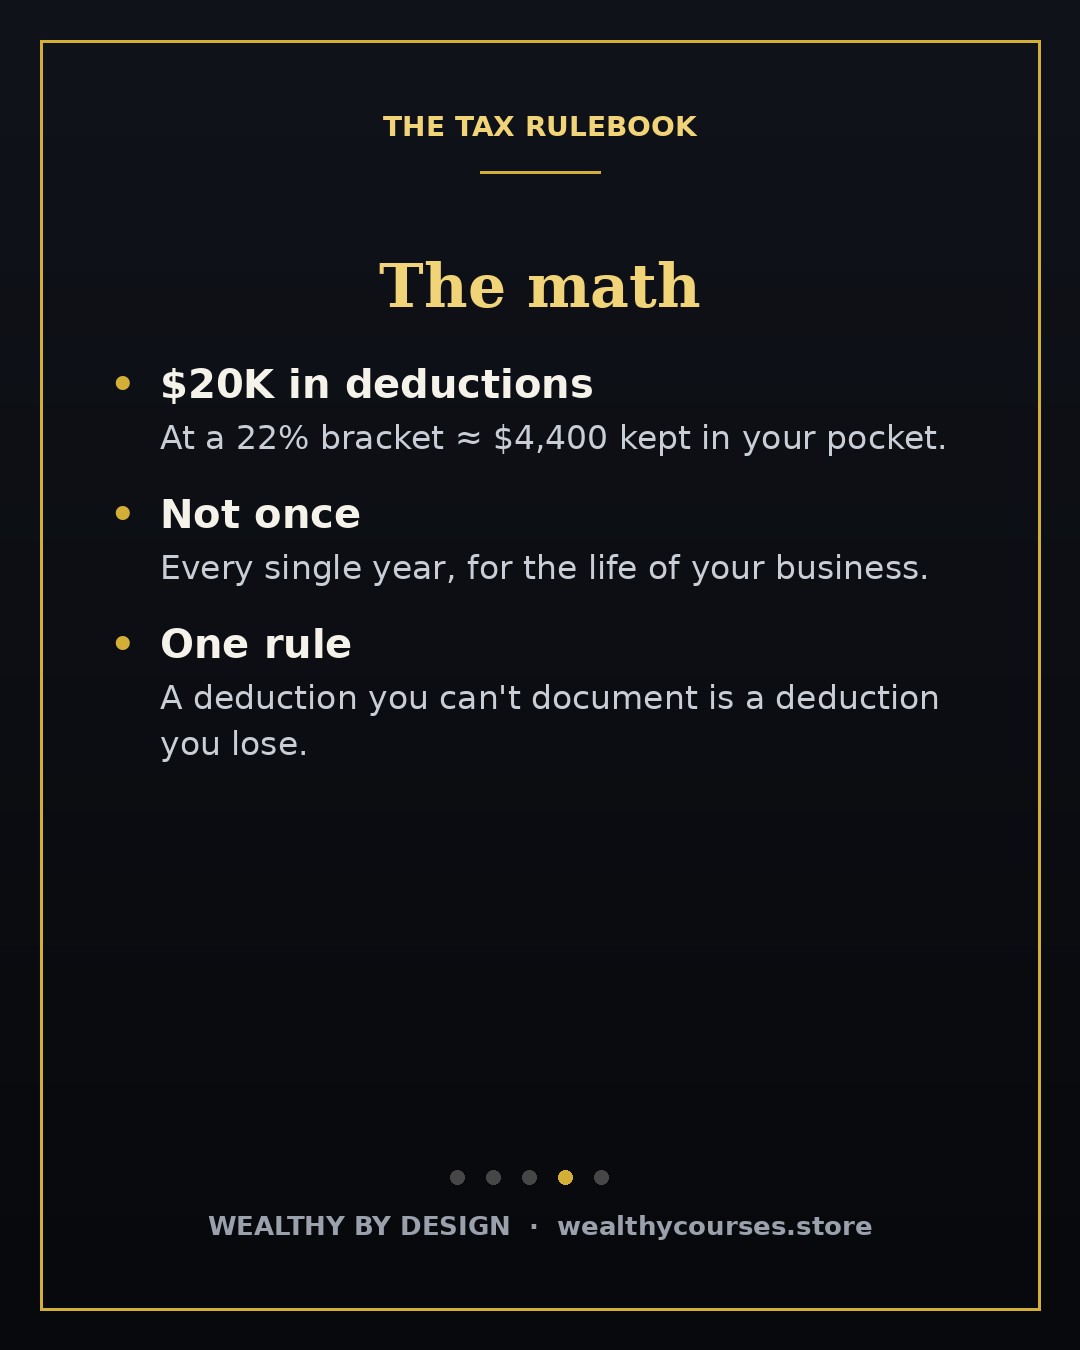 THE TAX RULEBOOK
The math
• $20K in deductions
At a 22% bracket ≈ $4,400 kept in your pocket.
• Not once
Every single year, for the life of your business.
• One rule
A deduction you can't document is a deduction
you lose.
WEALTHY BY DESIGN · wealthycourses.store